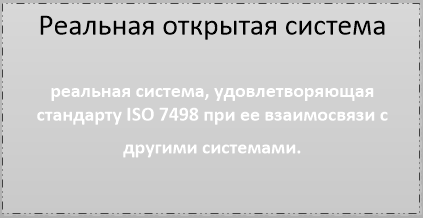 Реальная открытая система
реальная система, удовлетворяющая
стандарту ISO 7498 при ее взаимосвязи с
другими системами.